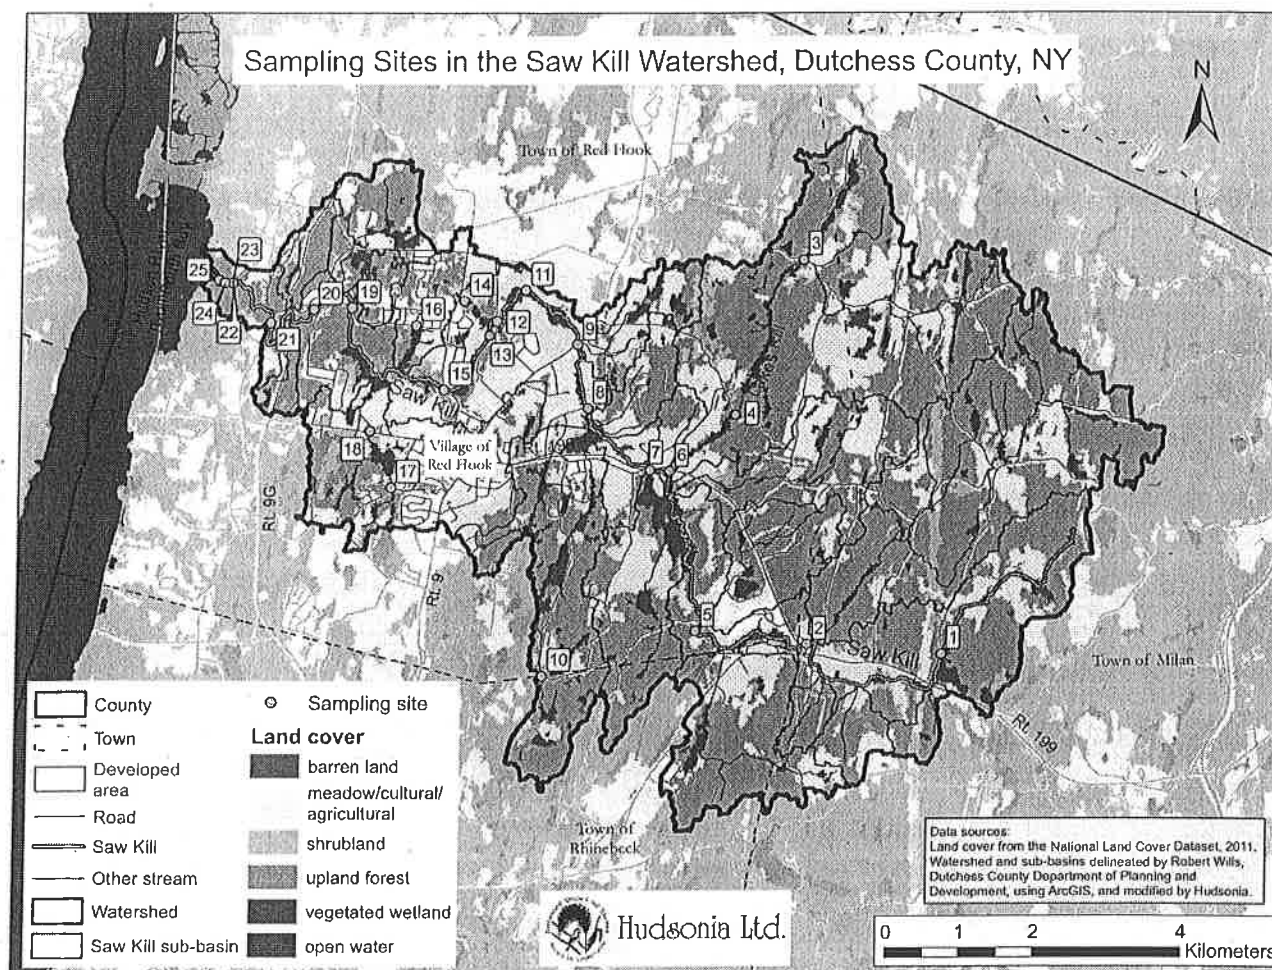 Sampling Sites in the Saw Kill Watershed, Dutchess County, NY
N
Town of Red Hook
3
23
25
11
14
20
19
24
16
12
9
22
21
13
15
8
Saw Kill
4
Village of
Red Hook
7
6
18
17
Rt. 9G
Rt. 9
5
2
1
Saw Kill
10
Town of Milan
Rt. 199
Town of
Rhinebeck
County
Town
Developed
area
Road
Saw Kill
Other stream
Watershed
Saw Kill sub-basin
Sampling site
Land cover
barren land
meadow/cultural/
agricultural
shrubland
upland forest
vegetated wetland
open water
Hudsonia Ltd.
Data sources:
Land cover from the National Land Cover Dataset, 2011.
Watershed and sub-basins delineated by Robert Wills,
Dutchess County Department of Planning and
Development, using ArcGIS, and modified by Hudsonia.
0 1 2 4
Kilometers